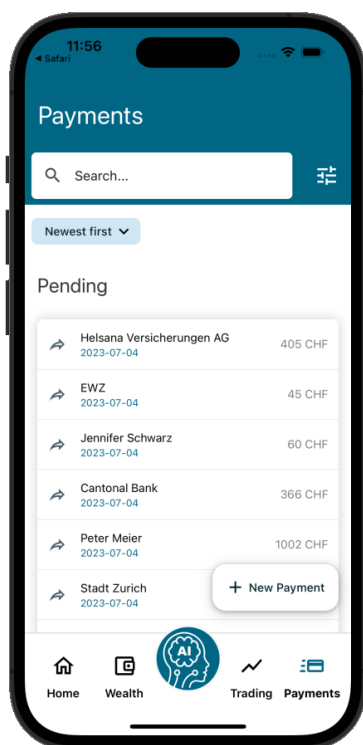 11:56
Safari
Payments
Search...
Newest first
Pending
Helsana Versicherungen AG
405 CHF
2023-07-04
EWZ
45 CHF
2023-07-04
Jennifer Schwarz
60 CHF
2023-07-04
Cantonal Bank
366 CHF
2023-07-04
Peter Meier
1002 CHF
2023-07-04
Stadt Zurich
2023-07-04
+ New Payment
AI
Home Wealth Trading Payments